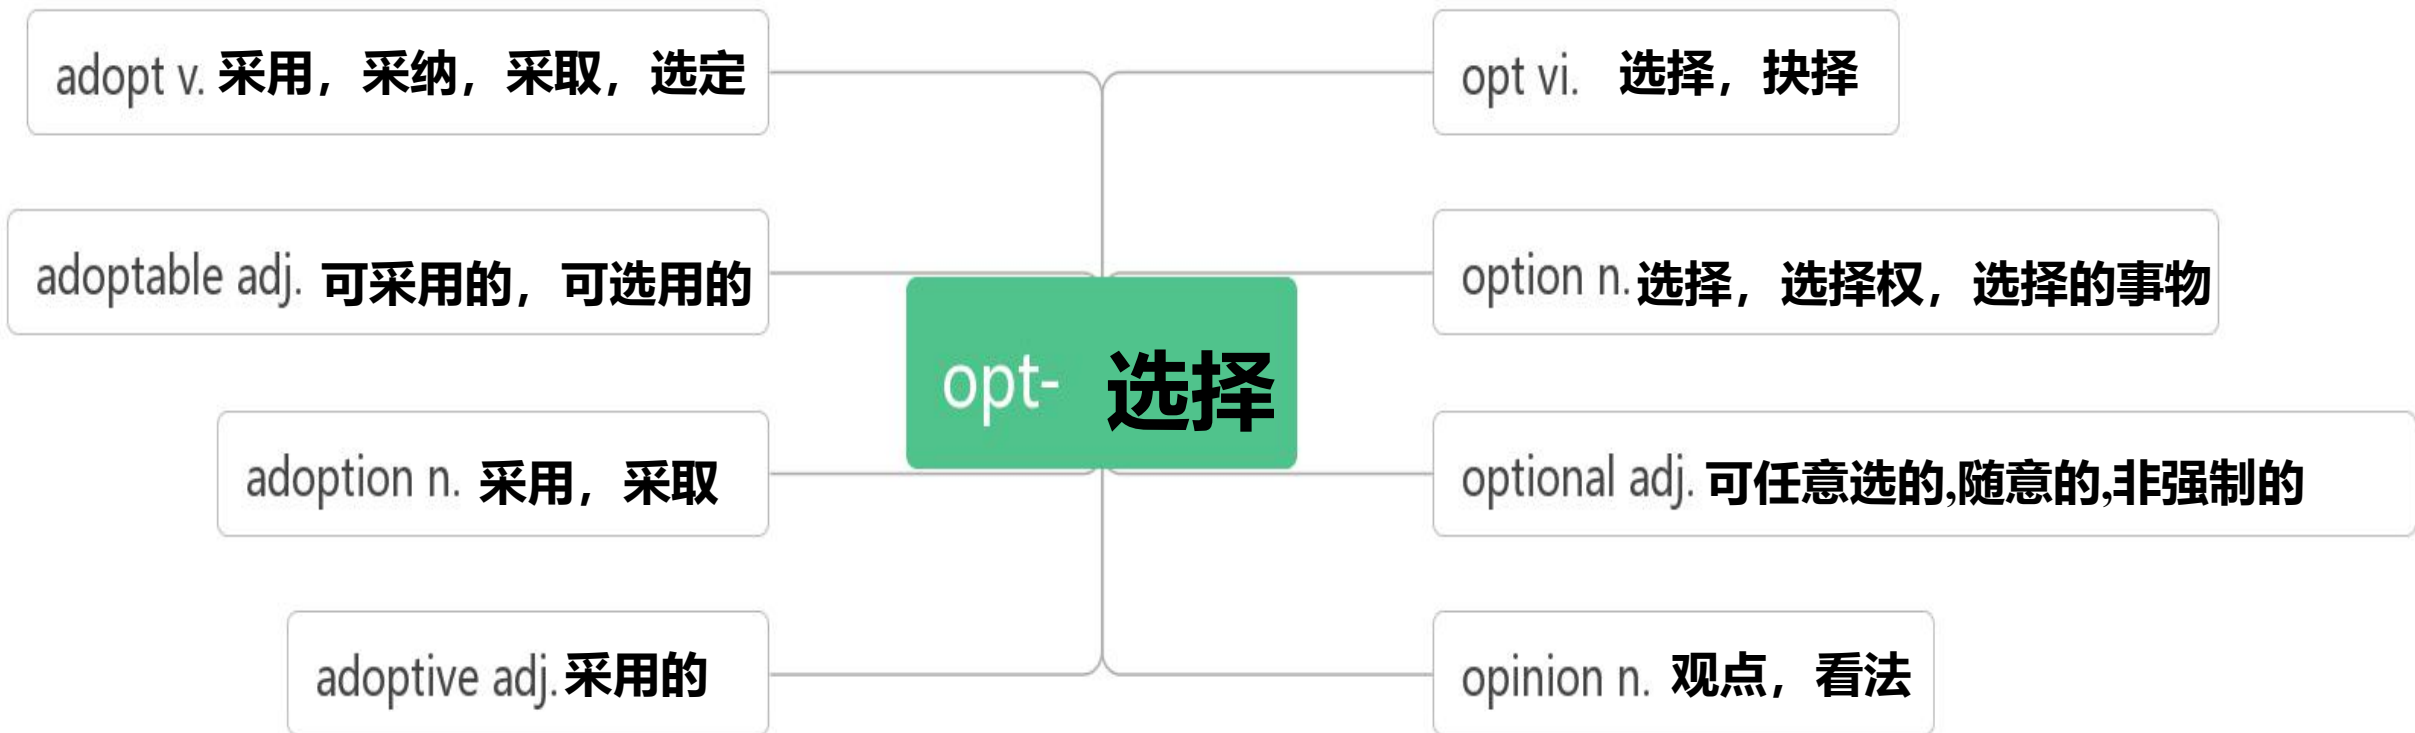 adopt v. 采用，采纳，采取，选定
adoptable adj. 可采用的，可选用的
adoption n. 采用，采取
adoptive adj. 采用的
opt- 选择
opt vi. 选择，抉择
option n. 选择，选择权，选择的事物
optional adj. 可任意选的,随意的,非强制的
opinion n. 观点，看法